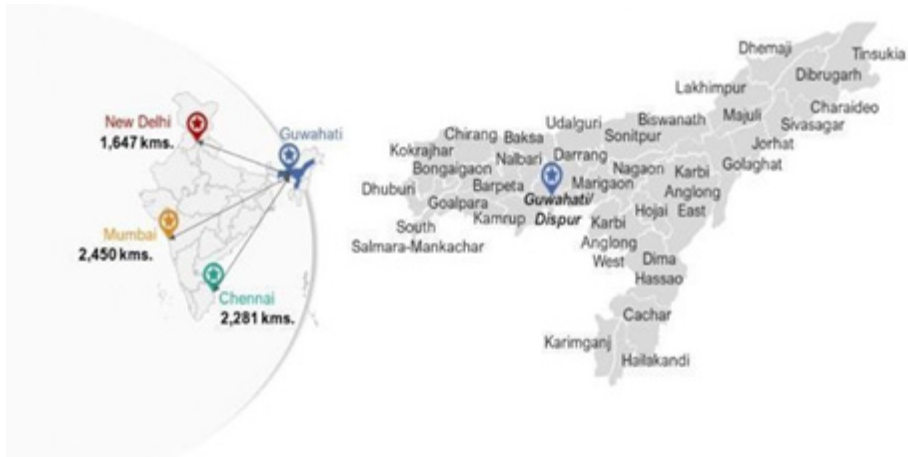 New Delhi
1,647 kms.
Guwahati
Mumbai
2,450 kms.
Chennai
2,281 kms.
Dhemaji
Tinsukia
Dibrugarh
Lakhimpur
Charaideo
Majuli
Sivasagar
Biswanath
Udalguri
Sonitpur
Jorhat
Chirang
Baksa
Golaghat
Kokrajhar
Nalbari
Darrang
Bongaigaon
Nagaon
Karbi
Anglong
East
Dhuburi
Barpeta
Marigaon
Goalpara
Guwahati/
Dispur
Hojai
Kamrup
South
Salmara-Mankachar
Karbi
Anglong
West
Dima
Hassao
Cachar
Karimganj
Hailakandi